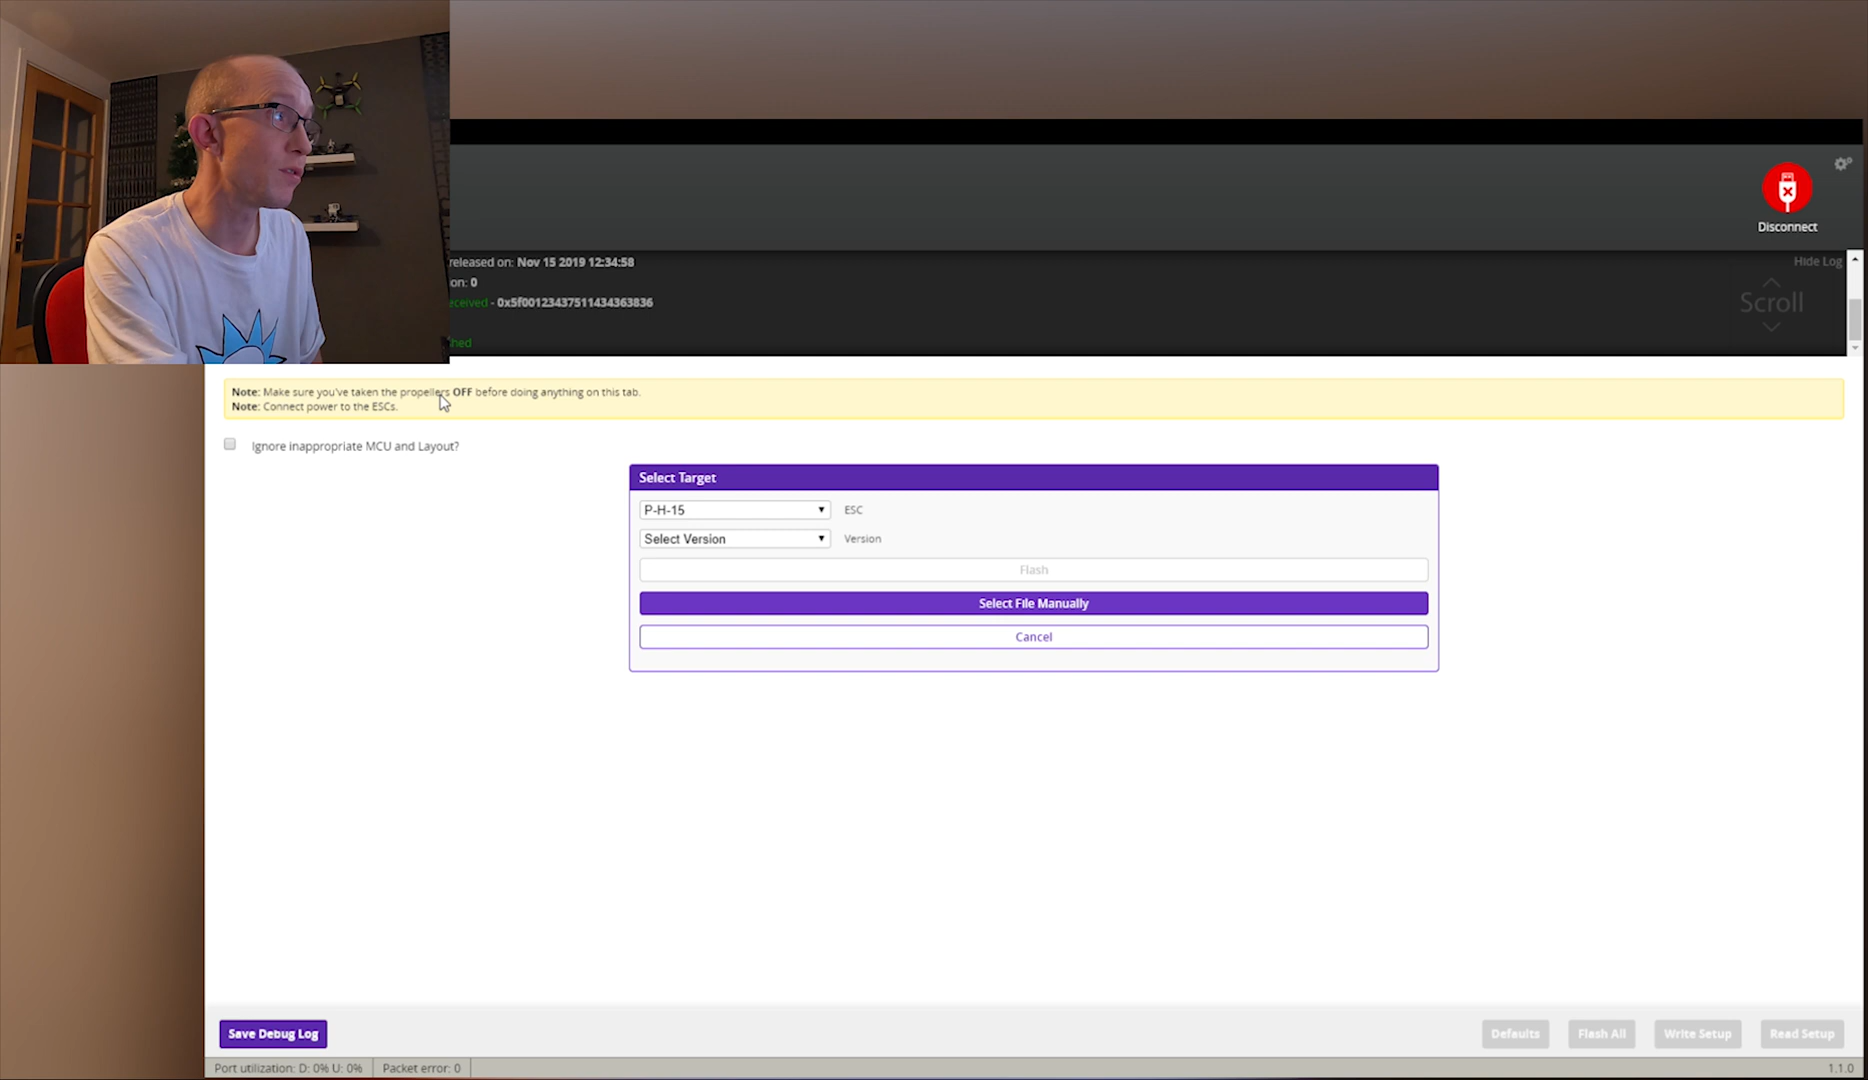 Disconnect
released on: Nov 15 2019 12:34:58
Hide Log
on: 0
eceived - 0x5f00123437511434363836
Scroll
hed
Note: Make sure you've taken the propellers OFF before doing anything on this tab.
Note: Connect power to the ESCs.
Ignore inappropriate MCU and Layout?
Select Target
P-H-15 ESC
Select Version Version
Flash
Select File Manually
Cancel
Save Debug Log Defaults Flash All Write Setup Read Setup
Port utilization: D: 0% U: 0% Packet error: 0 1.1.0